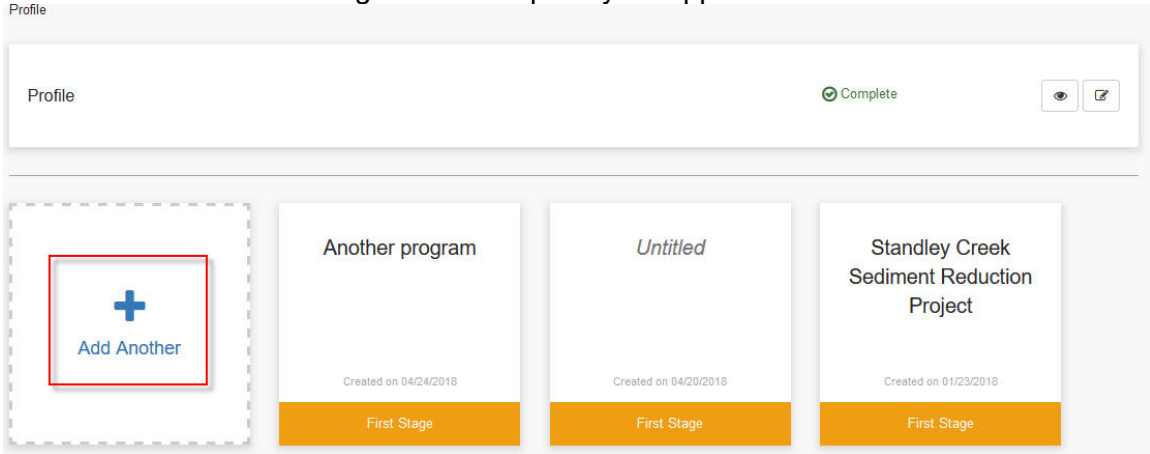 Profile
Profile
Complete
Add Another
Another program
Created on 04/24/2018
First Stage
Untitled
Created on 04/20/2018
First Stage
Standley Creek
Sediment Reduction
Project
Created on 01/23/2018
First Stage